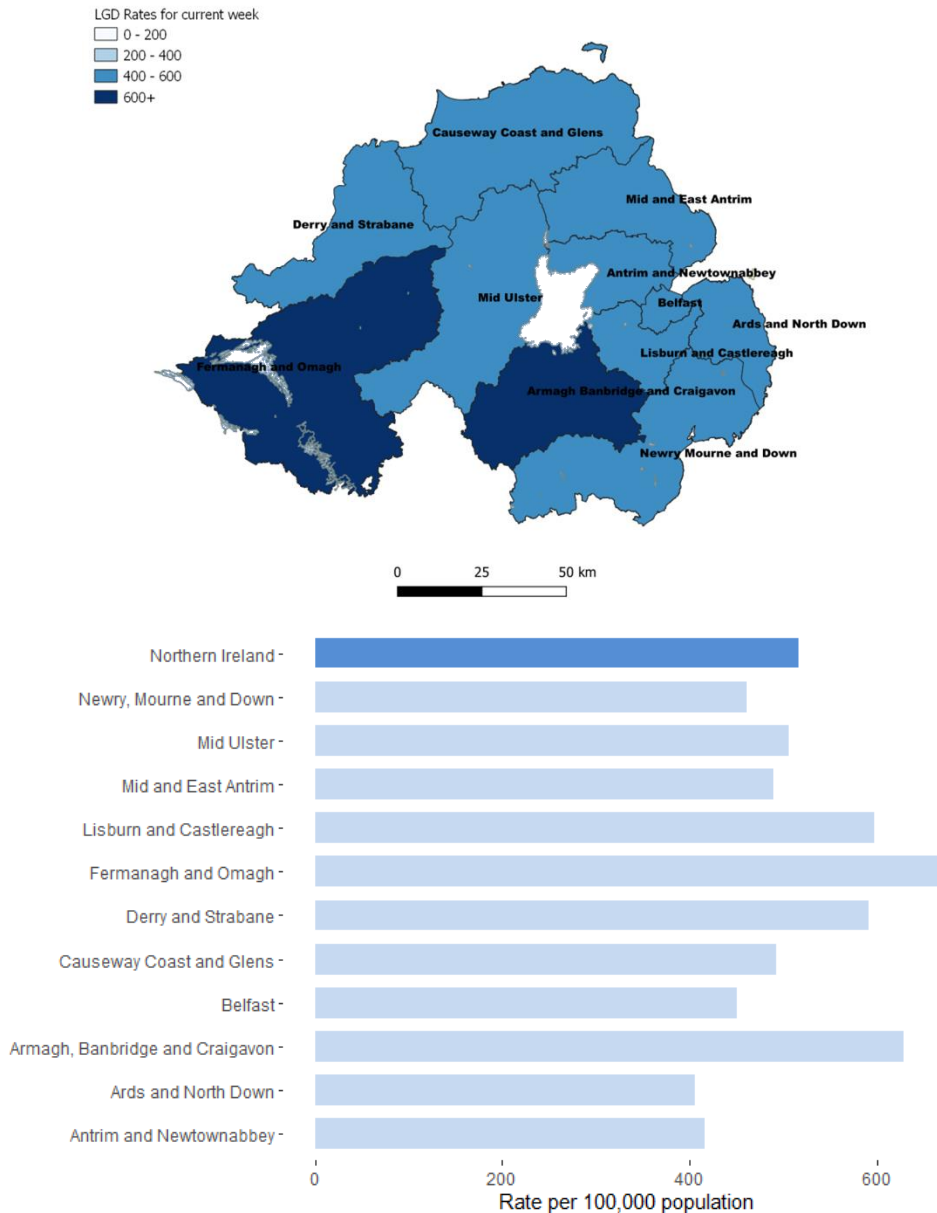 LGD Rates for current week
0 - 200
200 - 400
400 - 600
600+
Causeway Coast and Glens
Mid and East Antrim
Derry and Strabane
Antrim and Newtownabbey
Mid Ulster
Belfast
Ards and North Down
Lisburn and Castlereagh
Fermanagh and Omagh
Armagh Banbridge and Craigavon
Newry Mourne and Down
0 25 50 km
Northern Ireland
Newry, Mourne and Down
Mid Ulster
Mid and East Antrim
Lisburn and Castlereagh
Fermanagh and Omagh
Derry and Strabane
Causeway Coast and Glens
Belfast
Armagh, Banbridge and Craigavon
Ards and North Down
Antrim and Newtownabbey
0 200 400 600
Rate per 100,000 population